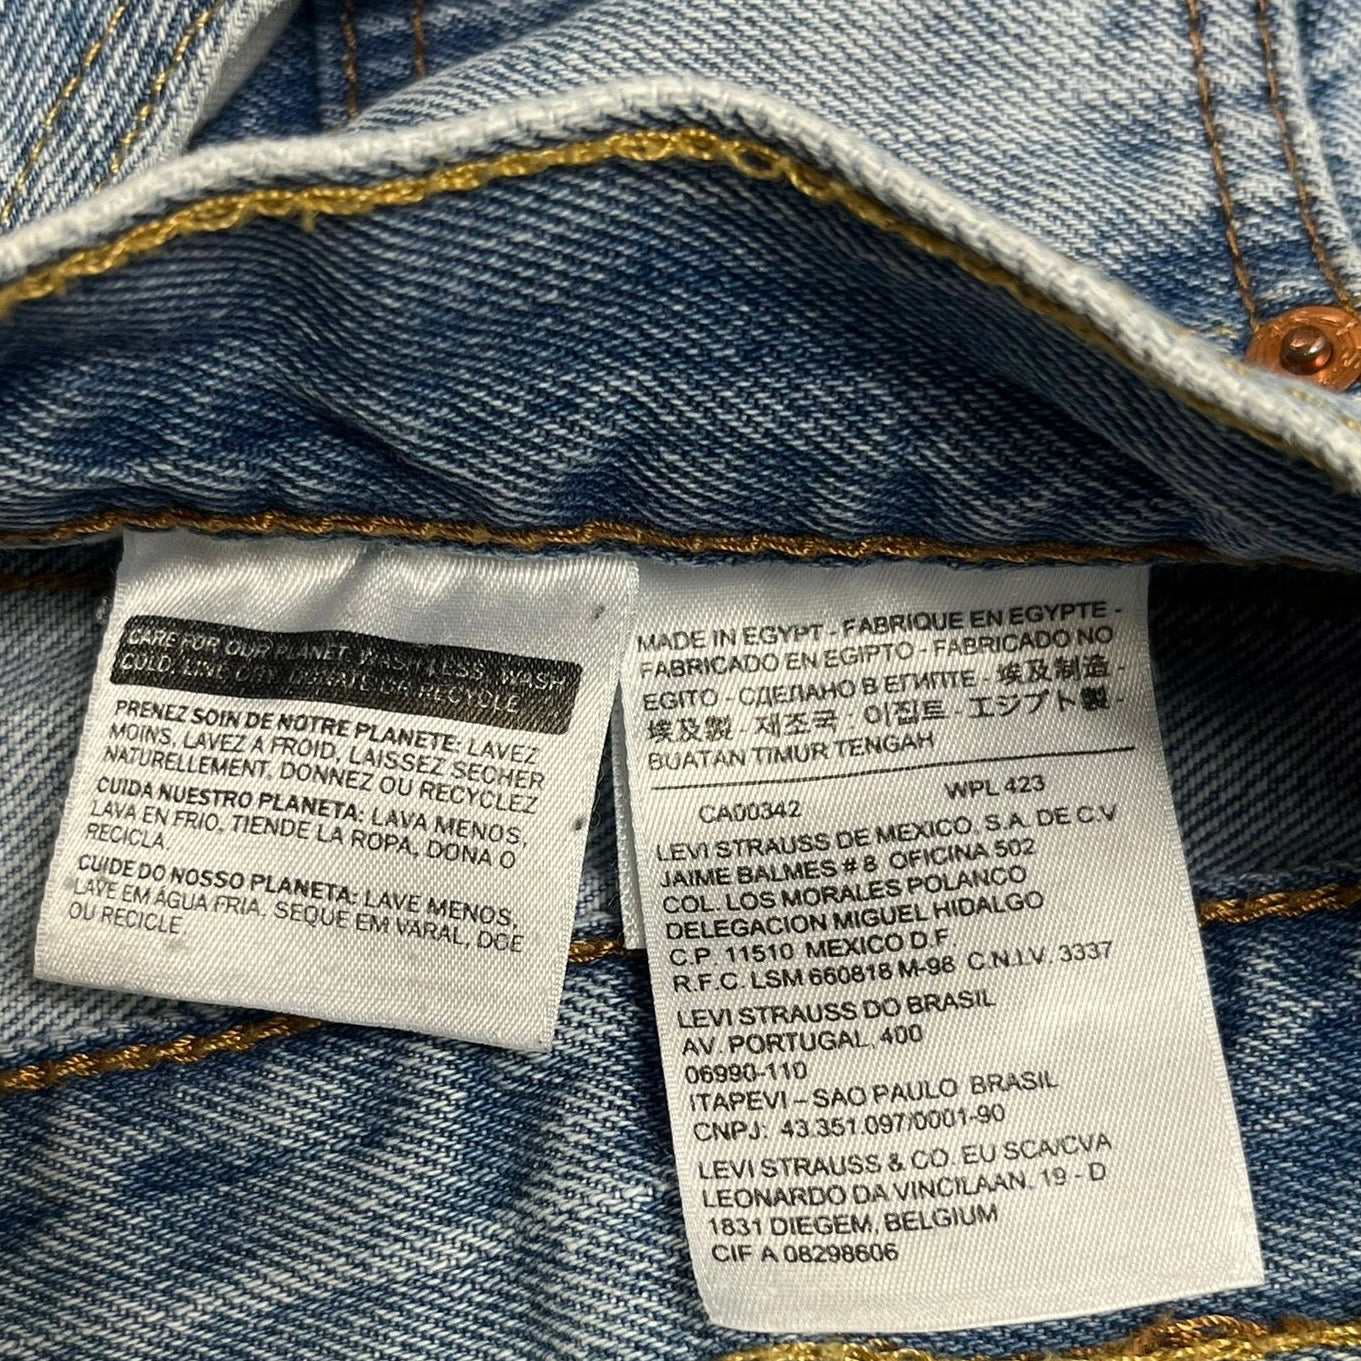 CARE FOR OUR PLANET: WASH LESS, WASH
COLD, LINE DRY, DONATE OR RECYCLE
PRENEZ SOIN DE NOTRE PLANETE: LAVEZ
MOINS, LAVEZ A FROID, LAISSEZ SECHER
NATURELLEMENT, DONNEZ OU RECYCLEZ
CUIDA NUESTRO PLANETA: LAVA MENOS,
LAVA EN FRIO, TIENDE LA ROPA, DONA O
RECICLA.
CUIDE DO NOSSO PLANETA: LAVE MENOS,
LAVE EM ÁGUA FRIA, SEQUE EM VARAL, DOE
OU RECICLE.
MADE IN EGYPT - FABRIQUE EN EGYPTE -
FABRICADO EN EGIPTO - FABRICADO NO
EGITO - СДЕЛАНО В ЕГИПТЕ - 埃及制造 -
埃及製 - 제조국 : 이집트 - エジプト製 -
BUATAN TIMUR TENGAH
CA00342 WPL 423
LEVI STRAUSS DE MEXICO, S.A. DE C.V
JAIME BALMES # 8 OFICINA 502
COL. LOS MORALES POLANCO
DELEGACION MIGUEL HIDALGO
C.P. 11510 MEXICO D.F.
R.F.C. LSM 660818 M-98 C.N.I.V. 3337
LEVI STRAUSS DO BRASIL
AV. PORTUGAL, 400
06990-110
ITAPEVI – SAO PAULO BRASIL
CNPJ: 43.351.097/0001-90
LEVI STRAUSS & CO. EU SCA/CVA
LEONARDO DA VINCILAAN, 19 - D
1831 DIEGEM, BELGIUM
CIF A 08298606